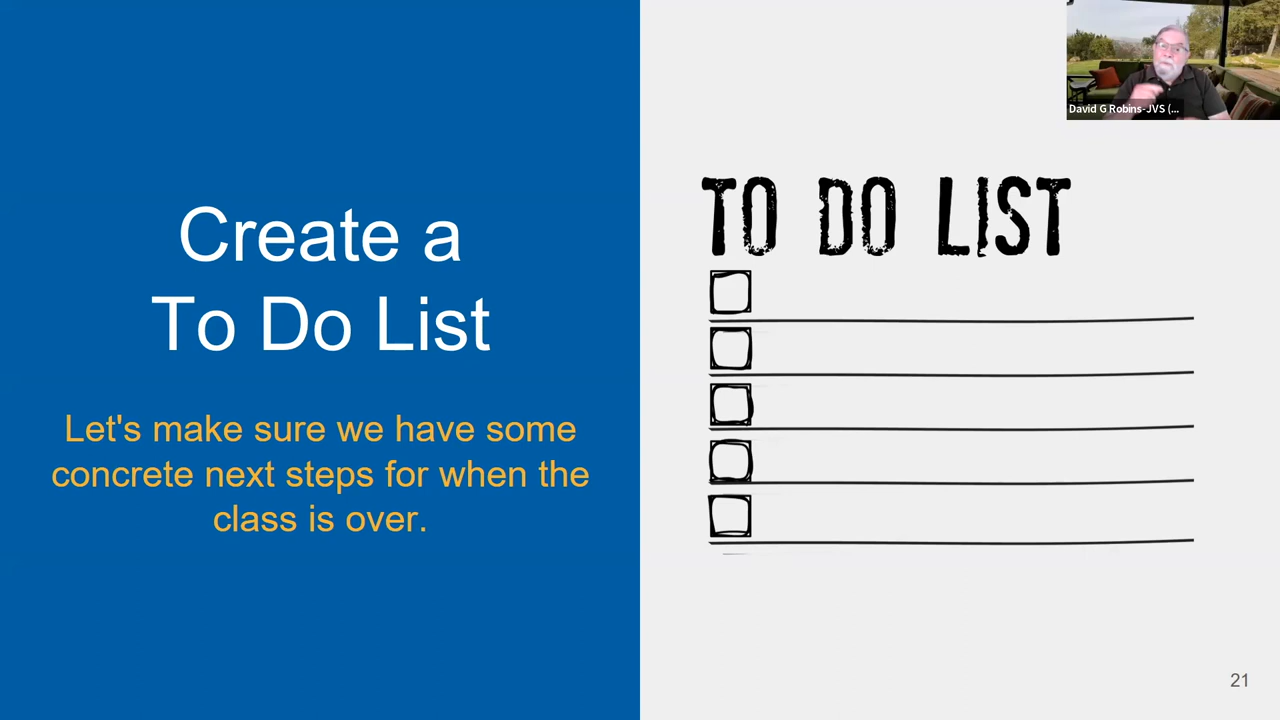 Create a
To Do List
Let's make sure we have some
concrete next steps for when the
class is over.
TO DO LIST
David G Robins-JVS (...
21